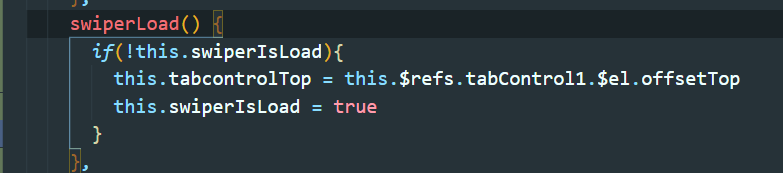 },
swiperLoad() {
if(!this.swiperIsLoad){
this.tabcontrolTop = this.$refs.tabControl1.$el.offsetTop
this.swiperIsLoad = true
}
},